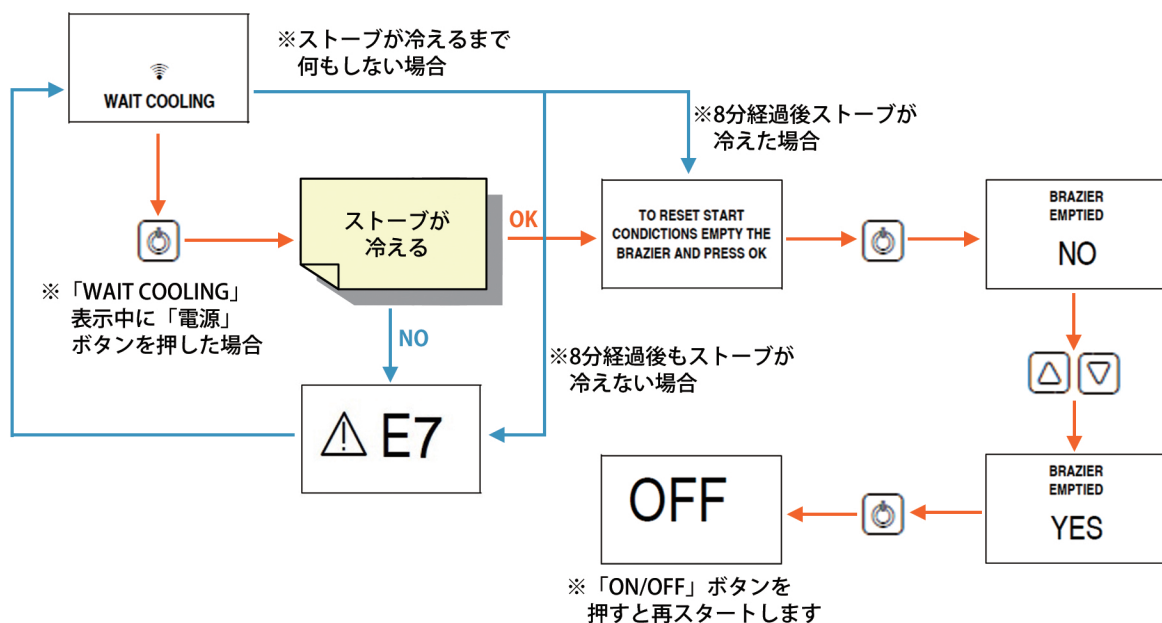 WAIT COOLING
※ストーブが冷えるまで
何もしない場合
※8分経過後ストーブが
冷えた場合
ストーブが
冷える
OK
TO RESET START
CONDICTIONS EMPTY THE
BRAZIER AND PRESS OK
BRAZIER
EMPTIED
NO
※「WAIT COOLING」
表示中に「電源」
ボタンを押した場合
NO
※8分経過後もストーブが
冷えない場合
E7
OFF
BRAZIER
EMPTIED
YES
※「ON/OFF」ボタンを
押すと再スタートします